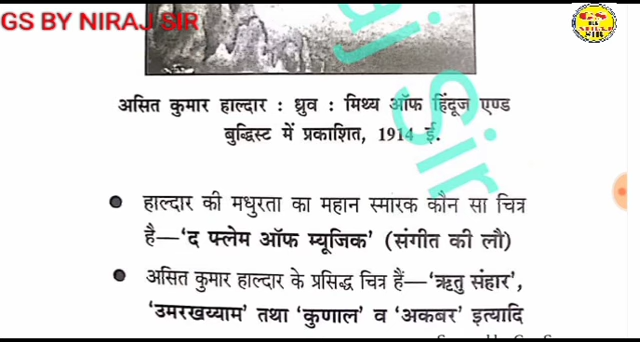 GS BY NIRAJ SIR
असित कुमार हाल्दार : ध्रुव : मिथ्य ऑफ हिंदूज एण्ड
बुद्धिस्ट में प्रकाशित, 1914 ई.
● हाल्दार की मधुरता का महान स्मारक कौन सा चित्र
है—‘द फ्लेम ऑफ म्यूजिक’ (संगीत की लौ)
● असित कुमार हाल्दार के प्रसिद्ध चित्र हैं—‘ऋतु संहार’,
‘उमरखय्याम’ तथा ‘कुणाल’ व ‘अकबर’ इत्यादि